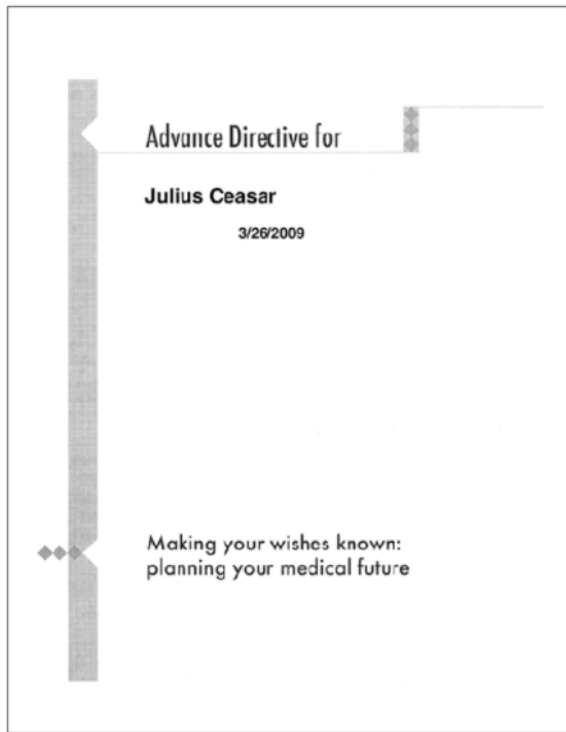 Advance Directive for
Julius Ceasar
3/26/2009
Making your wishes known:
planning your medical future